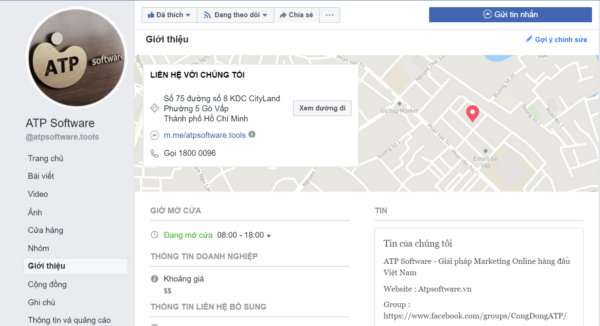 ATP software
ATP Software
@atpsoftware.tools
Trang chủ
Bài viết
Video
Ảnh
Cửa hàng
Nhóm
Giới thiệu
Cộng đồng
Ghi chú
Thông tin và quảng cáo
Đã thích
Đang theo dõi
Chia sẻ
Gửi tin nhắn
Giới thiệu
Gợi ý chỉnh sửa
LIÊN HỆ VỚI CHÚNG TÔI
Số 75 đường số 8 KDC CityLand
Phường 5 Gò Vấp
Thành phố Hồ Chí Minh
Xem đường đi
m.me/atpsoftware.tools
Gọi 1800 0096
Emart Gò
GIỜ MỞ CỬA
Đang mở cửa 08:00 - 18:00
THÔNG TIN DOANH NGHIỆP
Khoảng giá
$$
THÔNG TIN LIÊN HỆ BỔ SUNG
TIN
Tin của chúng tôi
ATP Software - Giải pháp Marketing Online hàng đầu
Việt Nam
Website : Atpsoftware.vn
Group :
https://www.facebook.com/groups/CongDongATP/